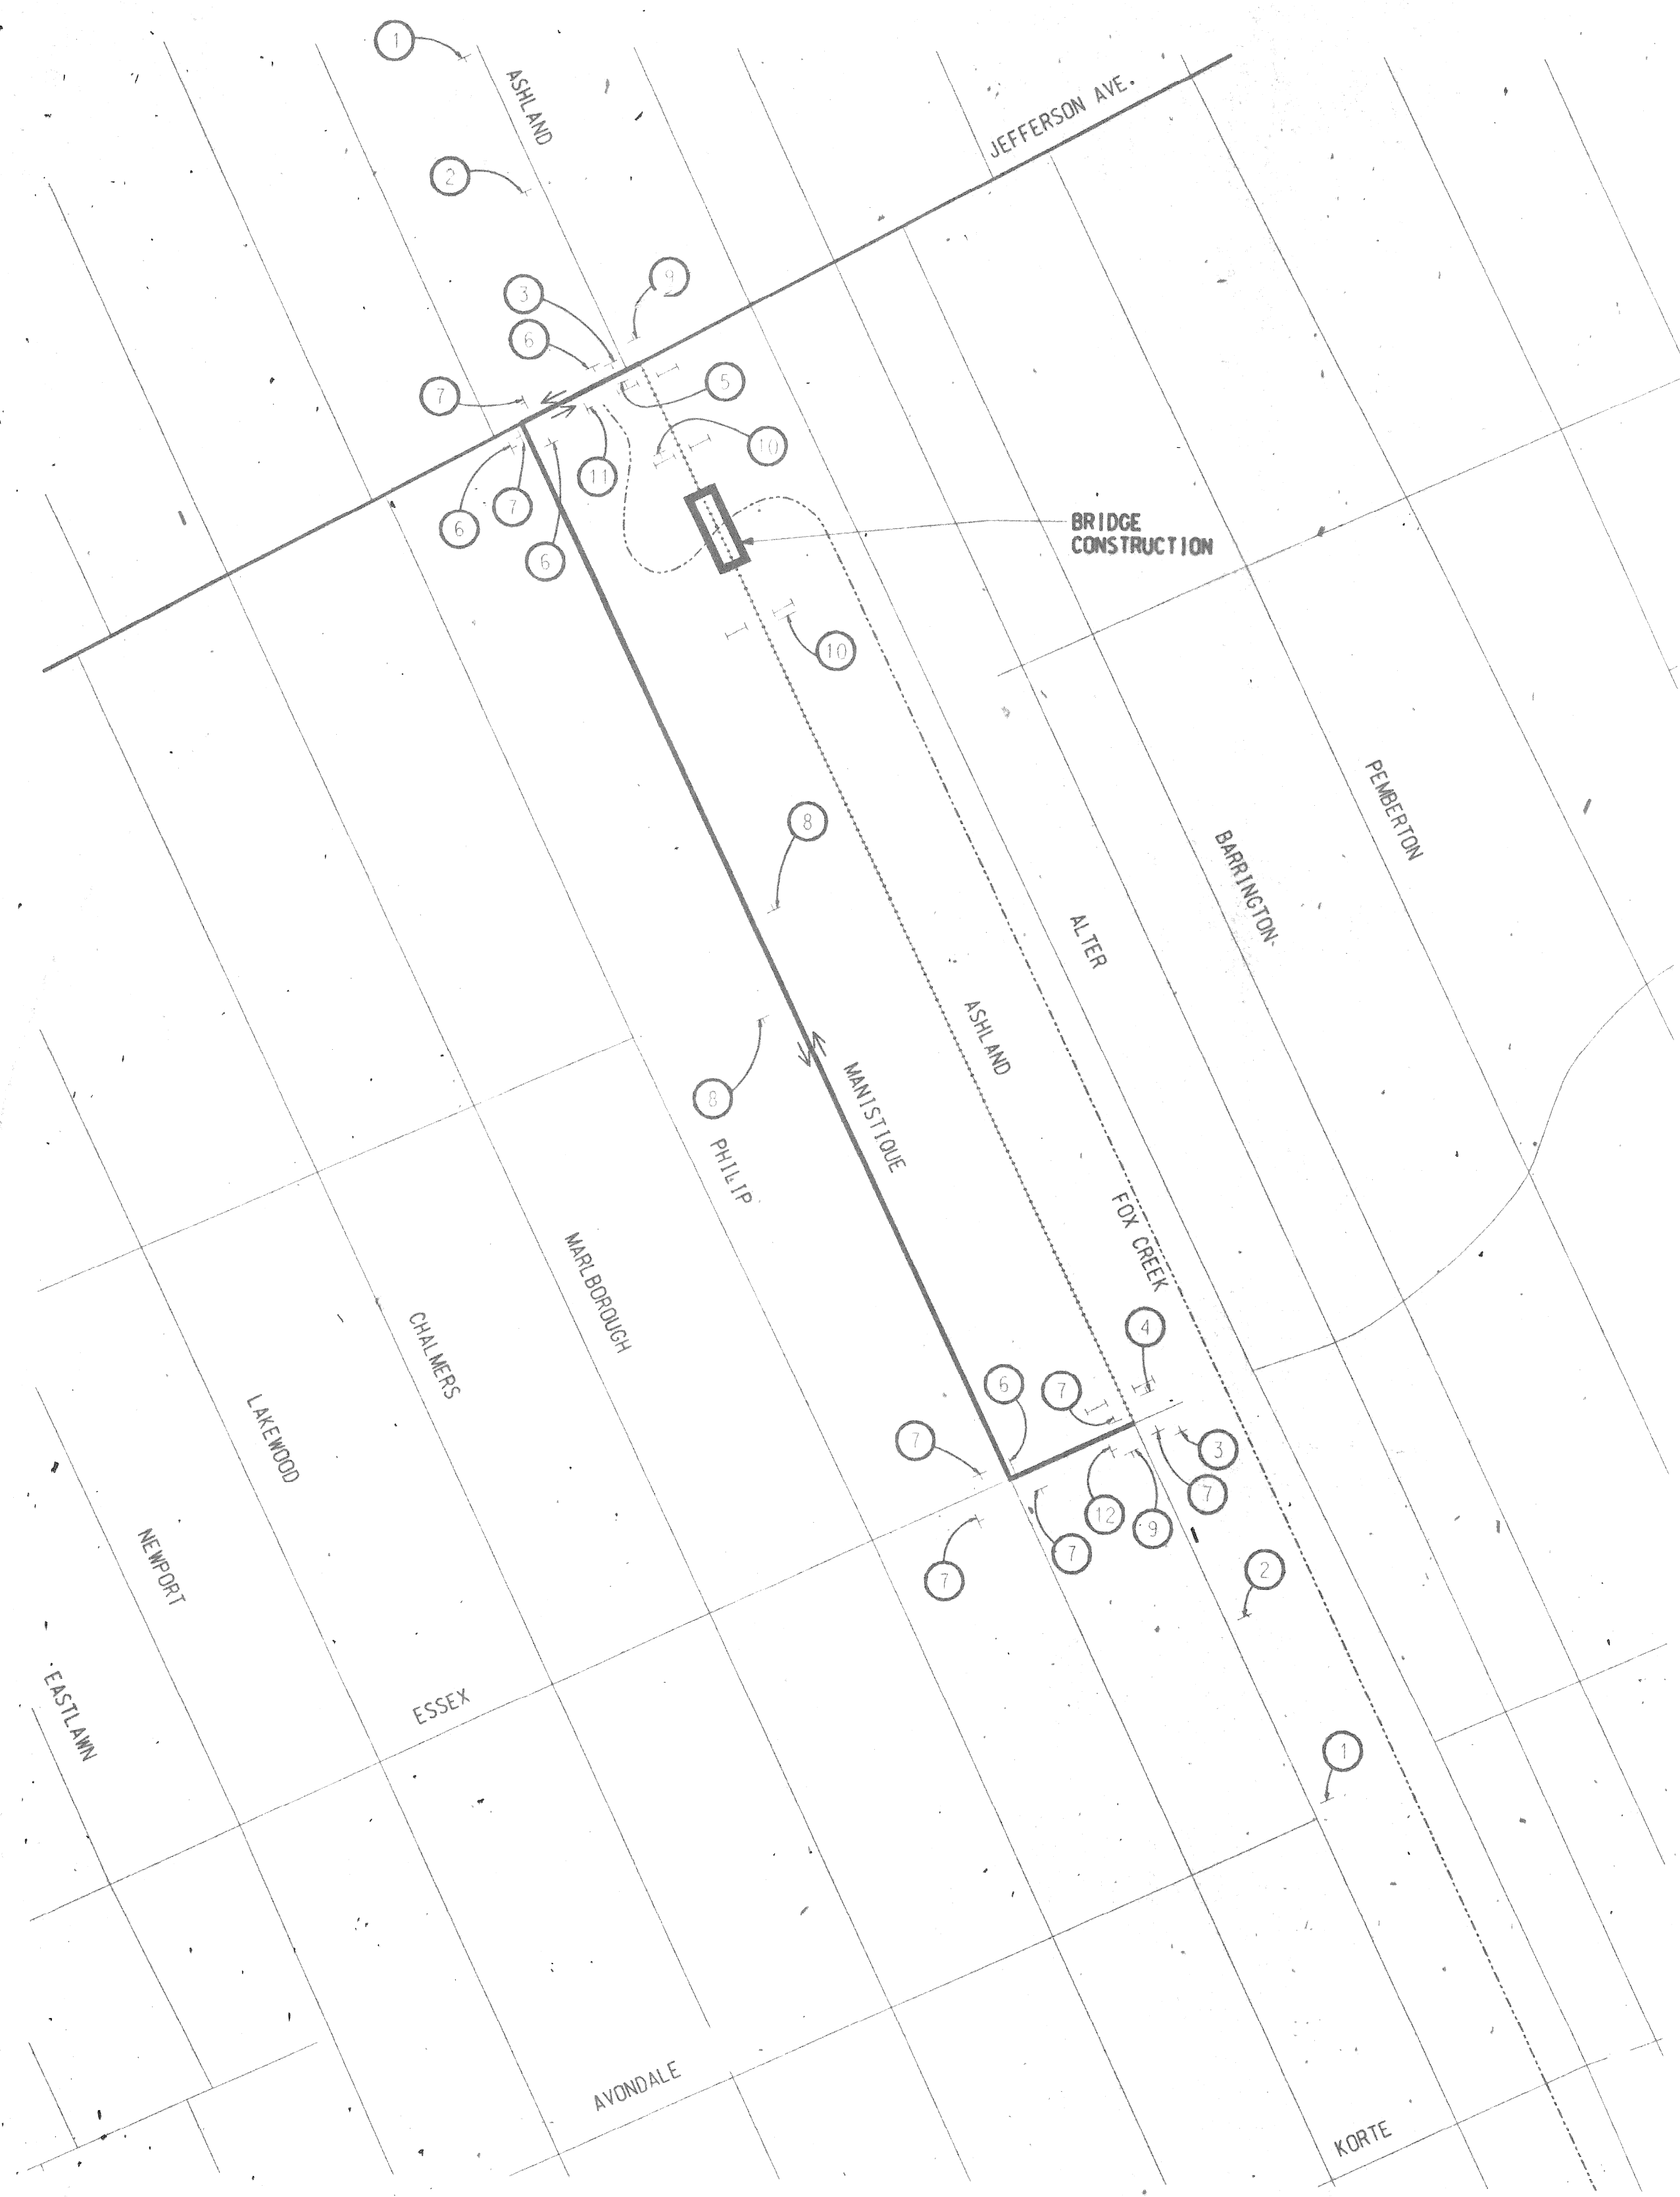 1
ASHLAND
JEFFERSON AVE.
2
9
3
6
5
7
10
11
7
6
6
BRIDGE
CONSTRUCTION
10
PEMBERTON
8
BARRINGTON
ALTER
ASHLAND
MANISTIQUE
8
PHILIP
FOX CREEK
MARLBOROUGH
4
CHALMERS
6
7
LAKEWOOD
7
3
7
12
9
NEWPORT
7
7
2
EASTLAWN
ESSEX
1
AVONDALE
KORTE